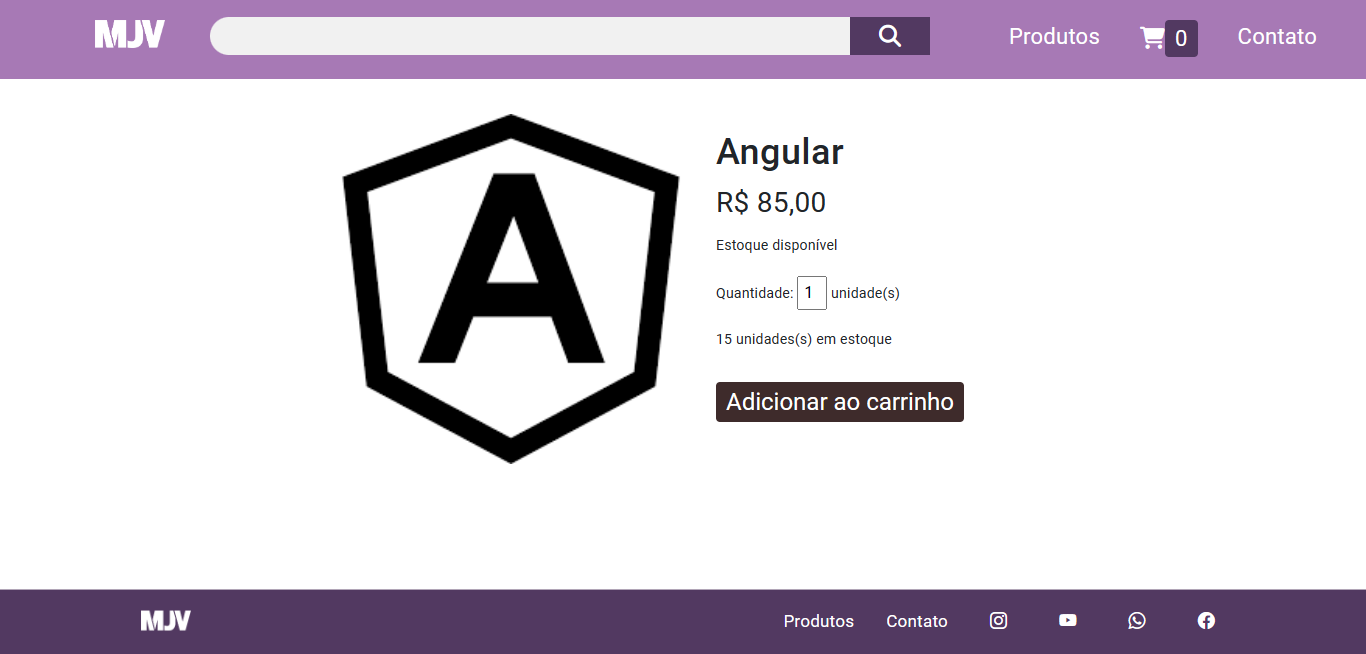 MJV
Produtos 0 Contato
A
Angular
R$ 85,00
Estoque disponível
Quantidade: 1 unidade(s)
15 unidades(s) em estoque
Adicionar ao carrinho
MJV Produtos Contato